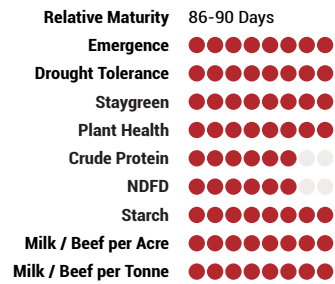 Relative Maturity 86-90 Days
Emergence
Drought Tolerance
Staygreen
Plant Health
Crude Protein
NDFD
Starch
Milk / Beef per Acre
Milk / Beef per Tonne